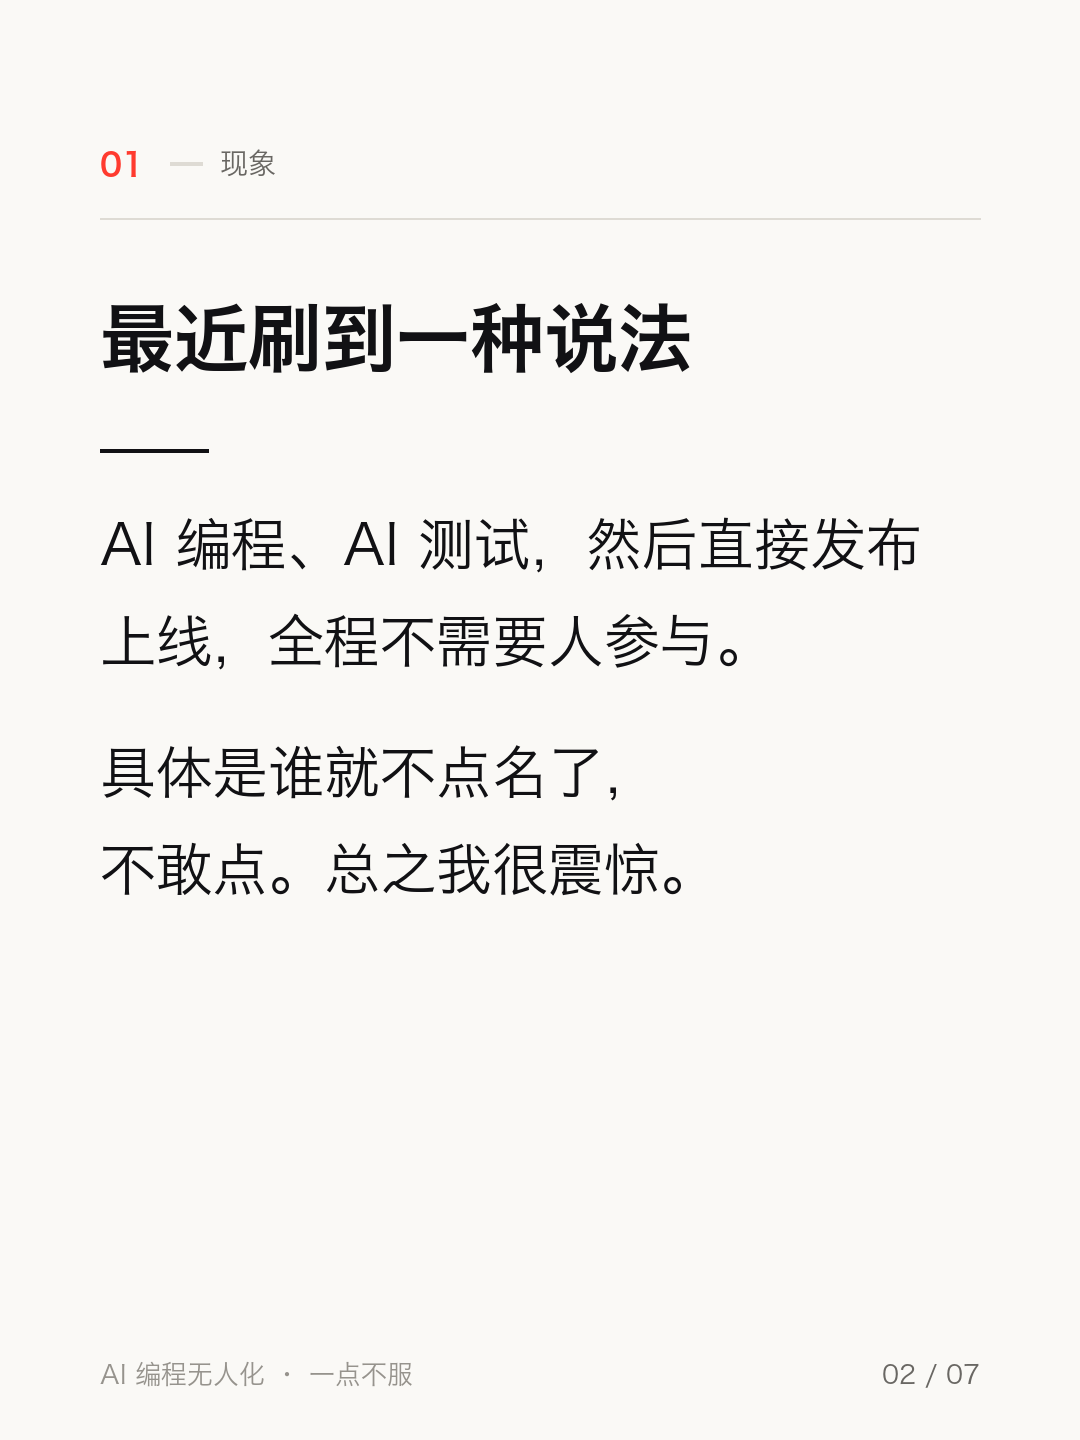 01 — 现象
最近刷到一种说法
AI 编程、AI 测试，然后直接发布
上线，全程不需要人参与。
具体是谁就不点名了，
不敢点。总之我很震惊。
AI 编程无人化 · 一点不服
02 / 07